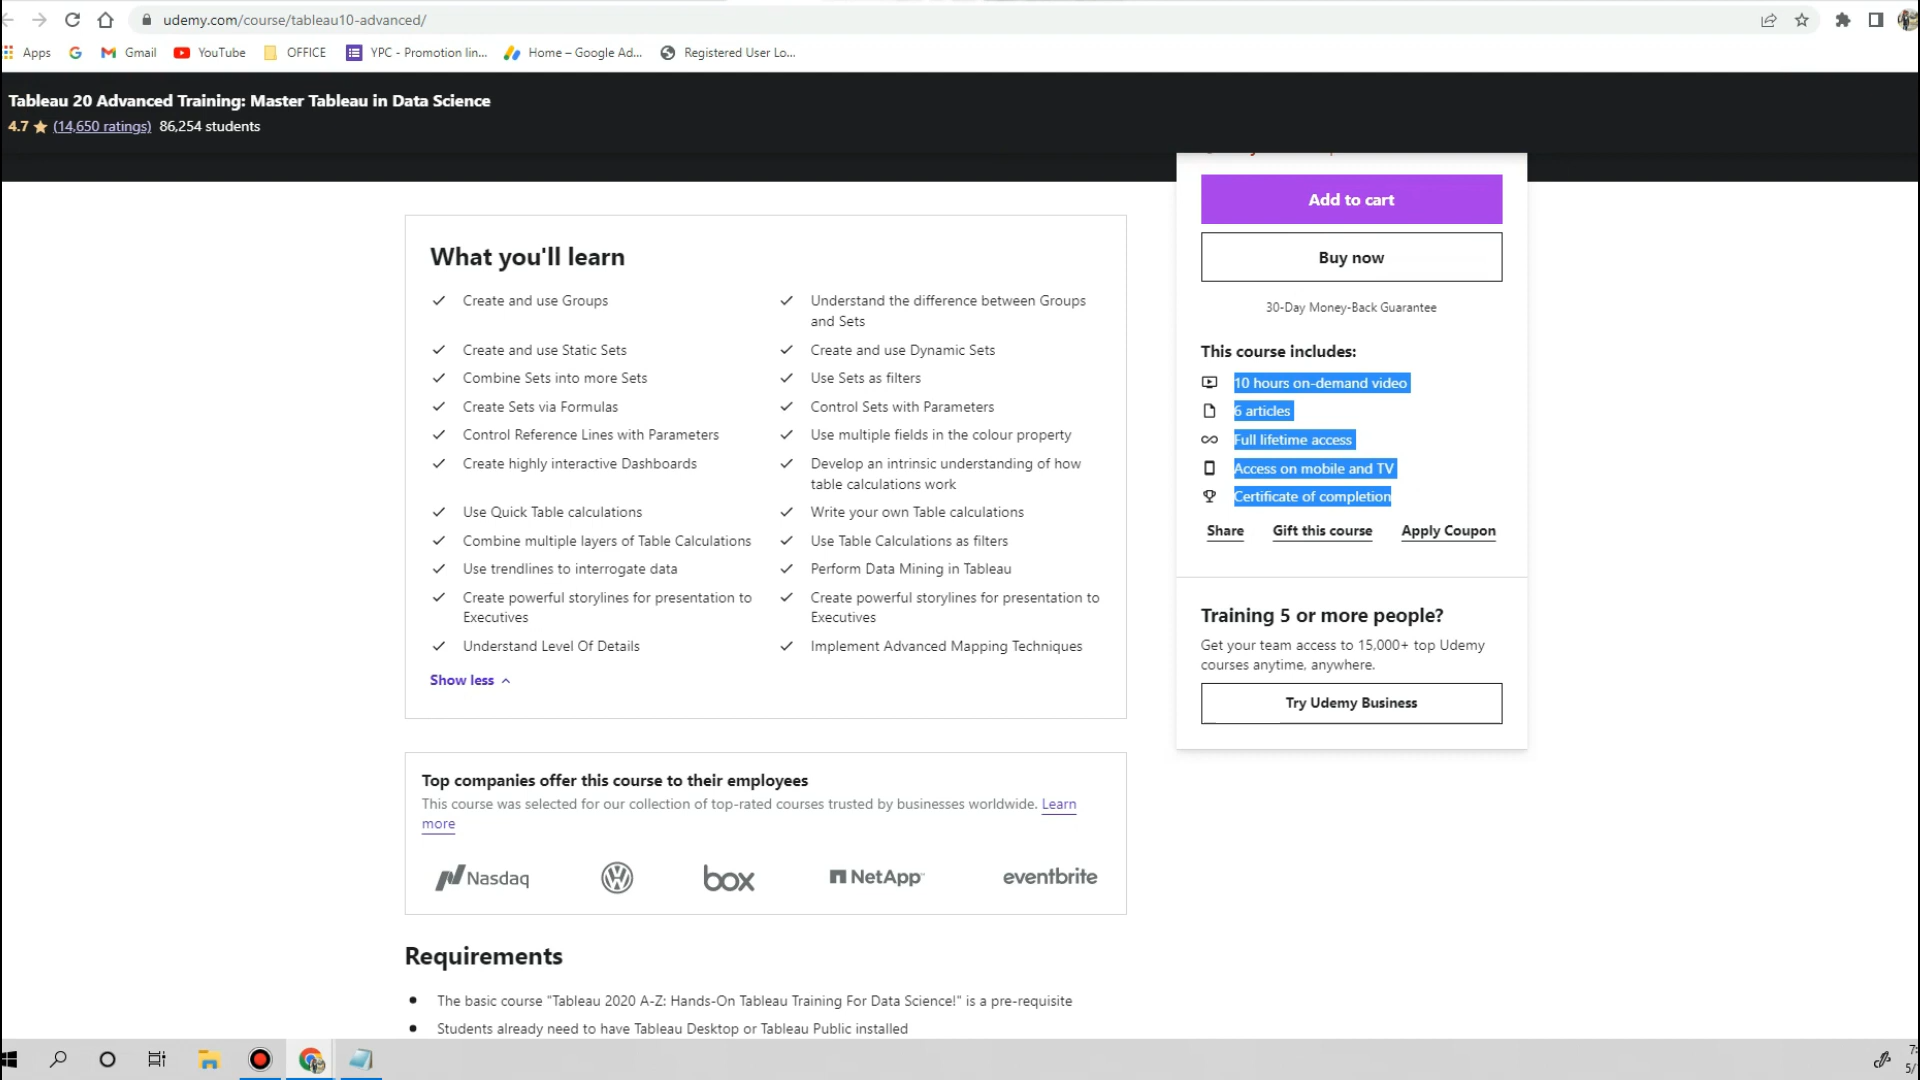 udemy.com/course/tableau10-advanced/
Apps
Gmail
YouTube
OFFICE
YPC - Promotion lin...
Home – Google Ad...
Registered User Lo...
Tableau 20 Advanced Training: Master Tableau in Data Science
4.7 (14,650 ratings) 86,254 students
What you'll learn
Create and use Groups
Understand the difference between Groups
and Sets
Create and use Static Sets
Create and use Dynamic Sets
Combine Sets into more Sets
Use Sets as filters
Create Sets via Formulas
Control Sets with Parameters
Control Reference Lines with Parameters
Use multiple fields in the colour property
Create highly interactive Dashboards
Develop an intrinsic understanding of how
table calculations work
Use Quick Table calculations
Write your own Table calculations
Combine multiple layers of Table Calculations
Use Table Calculations as filters
Use trendlines to interrogate data
Perform Data Mining in Tableau
Create powerful storylines for presentation to
Executives
Create powerful storylines for presentation to
Executives
Understand Level Of Details
Implement Advanced Mapping Techniques
Show less
Add to cart
Buy now
30-Day Money-Back Guarantee
This course includes:
10 hours on-demand video
6 articles
Full lifetime access
Access on mobile and TV
Certificate of completion
Share
Gift this course
Apply Coupon
Training 5 or more people?
Get your team access to 15,000+ top Udemy
courses anytime, anywhere.
Try Udemy Business
Top companies offer this course to their employees
This course was selected for our collection of top-rated courses trusted by businesses worldwide. Learn
more
Nasdaq
box
NetApp
eventbrite
Requirements
The basic course "Tableau 2020 A-Z: Hands-On Tableau Training For Data Science!" is a pre-requisite
Students already need to have Tableau Desktop or Tableau Public installed